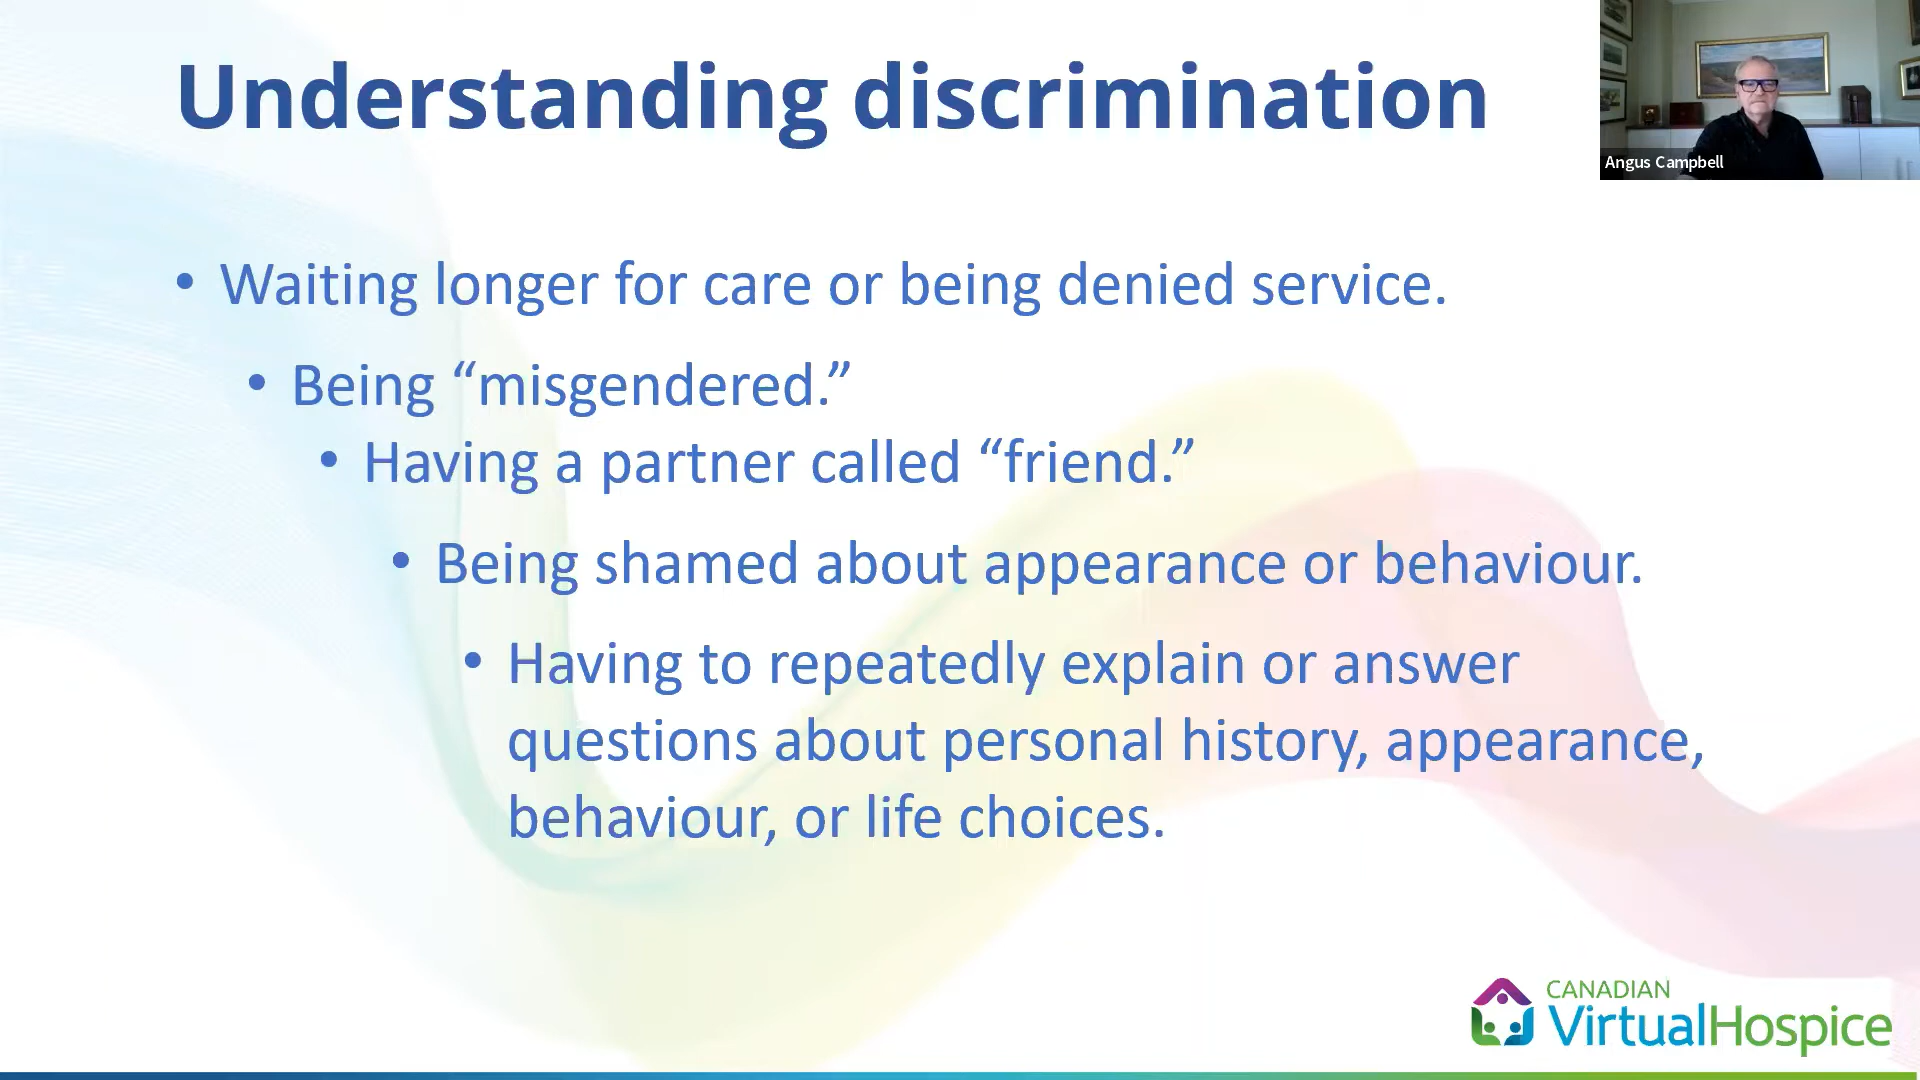 Understanding discrimination
Angus Campbell
• Waiting longer for care or being denied service.
• Being “misgendered.”
• Having a partner called “friend.”
• Being shamed about appearance or behaviour.
• Having to repeatedly explain or answer
questions about personal history, appearance,
behaviour, or life choices.
CANADIAN
VirtualHospice